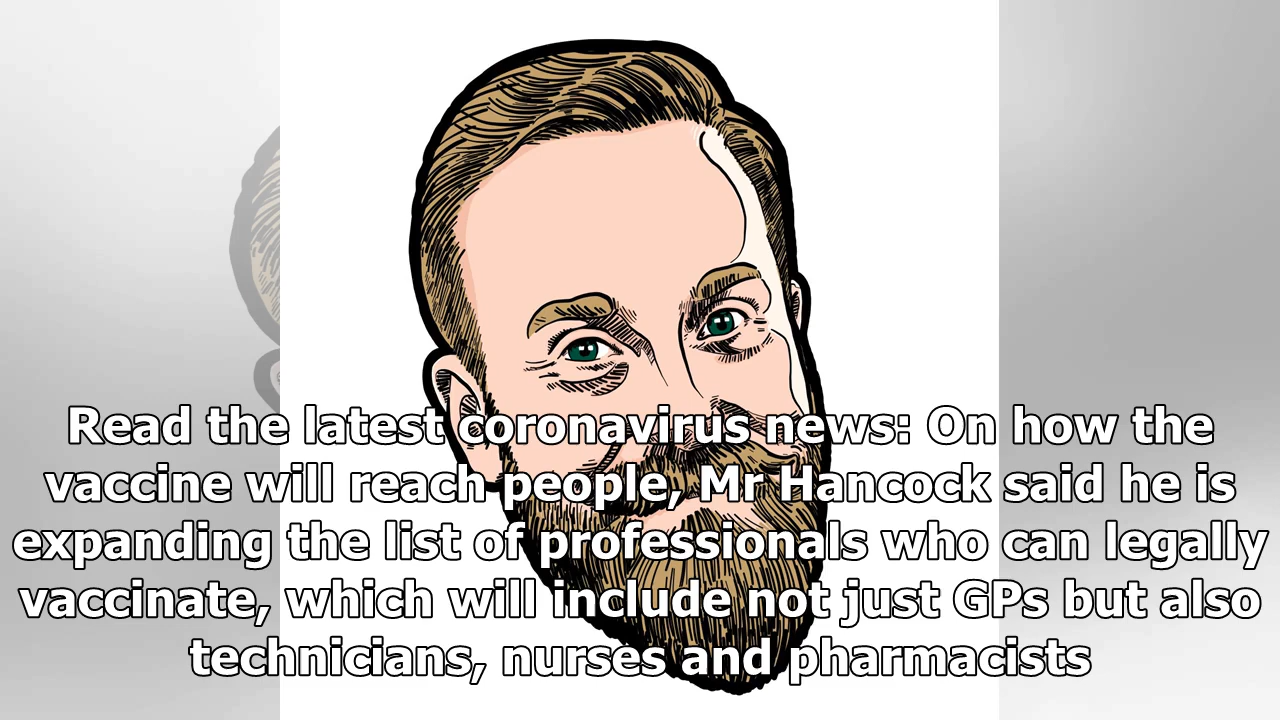 Read the latest coronavirus news: On how the
vaccine will reach people, Mr Hancock said he is
expanding the list of professionals who can legally
vaccinate, which will include not just GPs but also
technicians, nurses and pharmacists